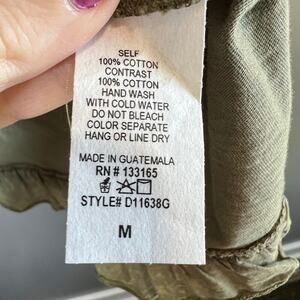 SELF
100% COTTON
CONTRAST
100% COTTON
HAND WASH
WITH COLD WATER
DO NOT BLEACH
COLOR SEPARATE
HANG OR LINE DRY
MADE IN GUATEMALA
RN # 133165
STYLE# D11638G
M